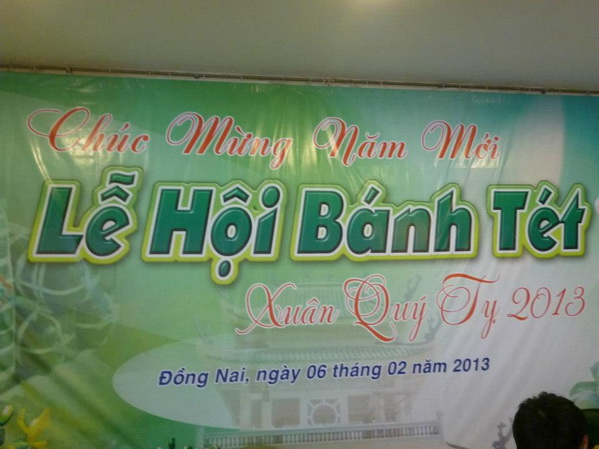 Chúc Mừng Năm Mới
Lễ Hội Bánh Tét
Xuân Quý Tỵ 2013
Đồng Nai, ngày 06 tháng 02 năm 2013